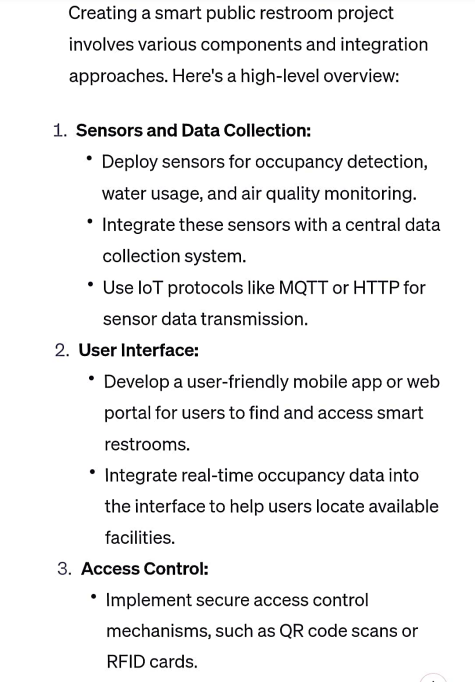 Creating a smart public restroom project
involves various components and integration
approaches. Here's a high-level overview:
1. Sensors and Data Collection:
• Deploy sensors for occupancy detection,
water usage, and air quality monitoring.
• Integrate these sensors with a central data
collection system.
• Use IoT protocols like MQTT or HTTP for
sensor data transmission.
2. User Interface:
• Develop a user-friendly mobile app or web
portal for users to find and access smart
restrooms.
• Integrate real-time occupancy data into
the interface to help users locate available
facilities.
3. Access Control:
• Implement secure access control
mechanisms, such as QR code scans or
RFID cards.